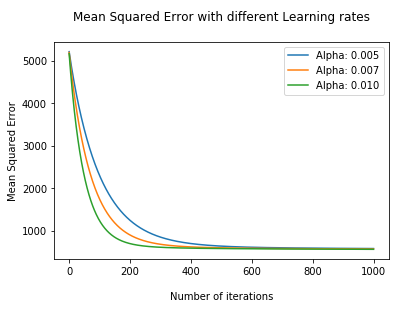 Mean Squared Error with different Learning rates
Alpha: 0.005
Alpha: 0.007
Alpha: 0.010
Mean Squared Error
5000
4000
3000
2000
1000
0 200 400 600 800 1000
Number of iterations